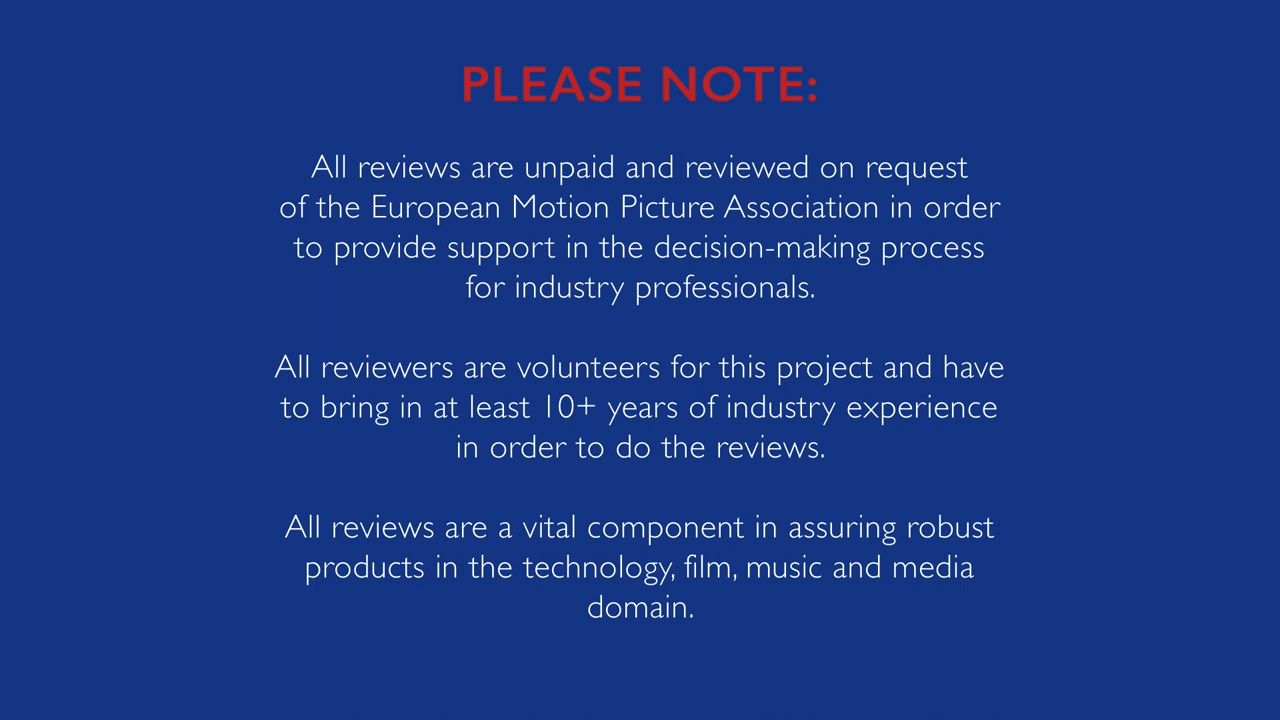 PLEASE NOTE:
All reviews are unpaid and reviewed on request
of the European Motion Picture Association in order
to provide support in the decision-making process
for industry professionals.
All reviewers are volunteers for this project and have
to bring in at least 10+ years of industry experience
in order to do the reviews.
All reviews are a vital component in assuring robust
products in the technology, film, music and media
domain.